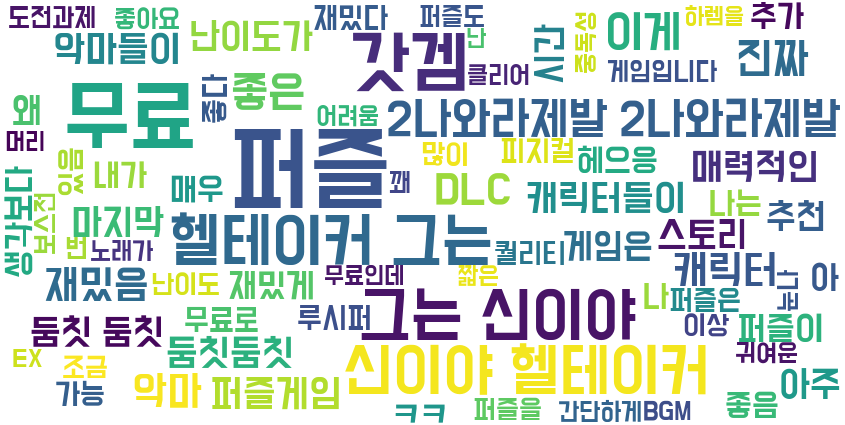 도전과제 좋아요 재밌다 퍼즐도 하렘을 추가
악마들이 난이도가 갓겜 난 이게 진짜
클리어 시간 중독성 게임입니다
왜 무료 좋다 좋은
머리 어려움 2나와라제발 2나와라제발
퍼즐 많이 피지컬 헤으응 매력적인
있음 내가 매우 깨 DLC 캐릭터들이 나는
생각보다 보스전 마지막 추천
번 노래가 헬테이커 그는 퀄리티 게임은 스토리
재밌음 난이도 재밌게 무료인데 짧은 캐릭터 는다 아
둠칫 둠칫 무료로 루시퍼 그는 신이야 나 퍼즐은 이상 퍼즐이
EX 조금 둠칫둠칫 신이야 헬테이커 귀여운
가능 악마 퍼즐게임 아주
ㅋㅋ 퍼즐을 간단하게 BGM 좋음